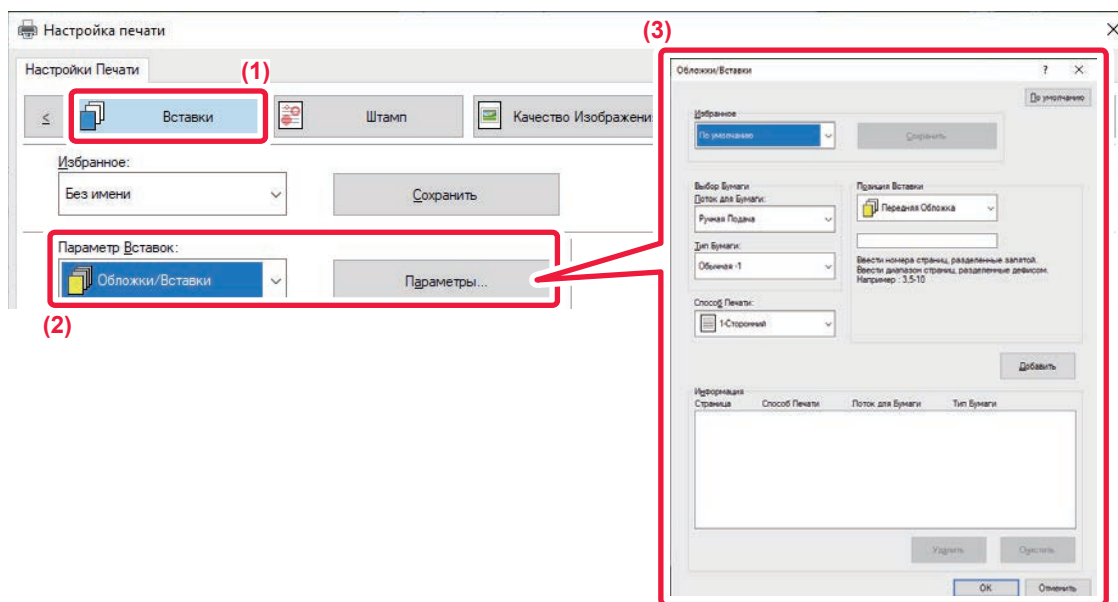 Настройка печати
Настройки Печати
(1)
<
Вставки
Штамп
Качество Изображени
Избранное:
Без имени
Сохранить
Параметр Вставок:
Обложки/Вставки
Параметры...
(2)
(3)
Обложки/Вставки
?
По умолчанию
Избранное
По умолчанию
Сохранить
Выбор Бумаги
Лоток для Бумаги:
Ручная Подача
Тип Бумаги:
Обычная -1
Способ Печати:
1-Сторонний
Позиция Вставки
Передняя Обложка
Ввести номера страниц, разделенные запятой.
Ввести диапазон страниц, разделенные дефисом.
Например : 3,5-10
Добавить
Информация
Страница Способ Печати Лоток для Бумаги Тип Бумаги
Удалить Очистить
OK Отменить